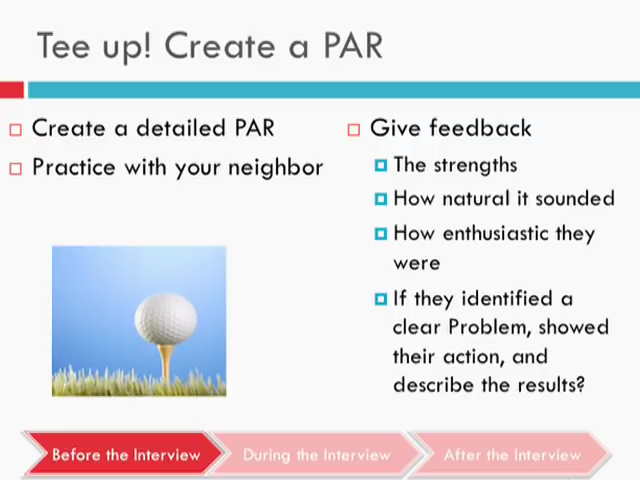 Tee up! Create a PAR
Create a detailed PAR
Practice with your neighbor
Give feedback
The strengths
How natural it sounded
How enthusiastic they
were
If they identified a
clear Problem, showed
their action, and
describe the results?
Before the Interview
During the Interview
After the Interview